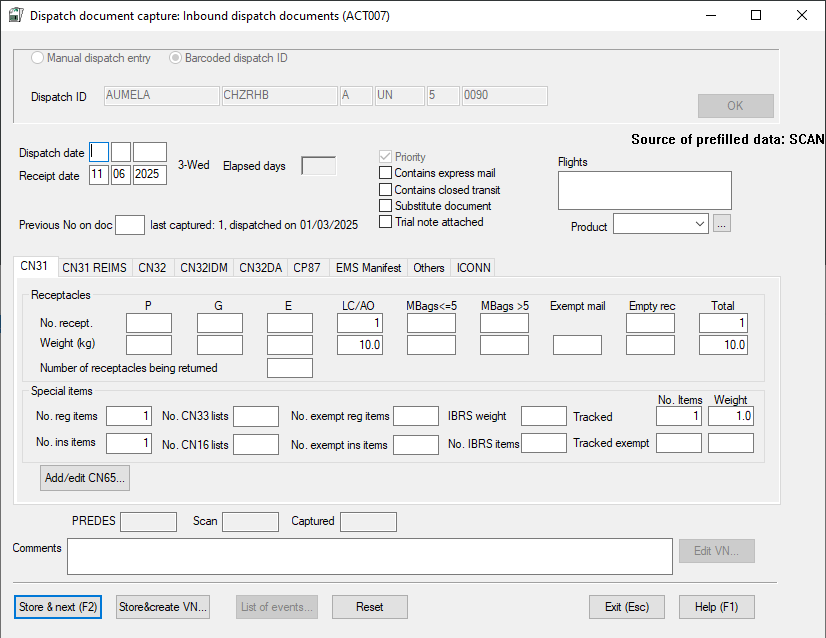 Dispatch document capture: Inbound dispatch documents (ACT007)
Manual dispatch entry Barcoded dispatch ID
Dispatch ID AUMELA CHZRHB A UN 5 0090
OK
Source of prefilled data: SCAN
Dispatch date
Receipt date 11 06 2025
3-Wed Elapsed days
Priority
Contains express mail
Contains closed transit
Substitute document
Trial note attached
Flights
Product ...
Previous No on doc last captured: 1, dispatched on 01/03/2025
CN31 CN31 REIMS CN32 CN32IDM CN32DA CP87 EMS Manifest Others ICONN
Receptacles
P G E LC/AO MBags<=5 MBags >5 Exempt mail Empty rec Total
No. recept. 1 1
Weight (kg) 10.0 10.0
Number of receptacles being returned
Special items
No. Items Weight
No. reg items 1 No. CN33 lists No. exempt reg items IBRS weight Tracked 1 1.0
No. ins items 1 No. CN16 lists No. exempt ins items No. IBRS items Tracked exempt
Add/edit CN65...
PREDES Scan Captured
Comments
Edit VN...
Store & next (F2) Store&create VN... List of events... Reset Exit (Esc) Help (F1)